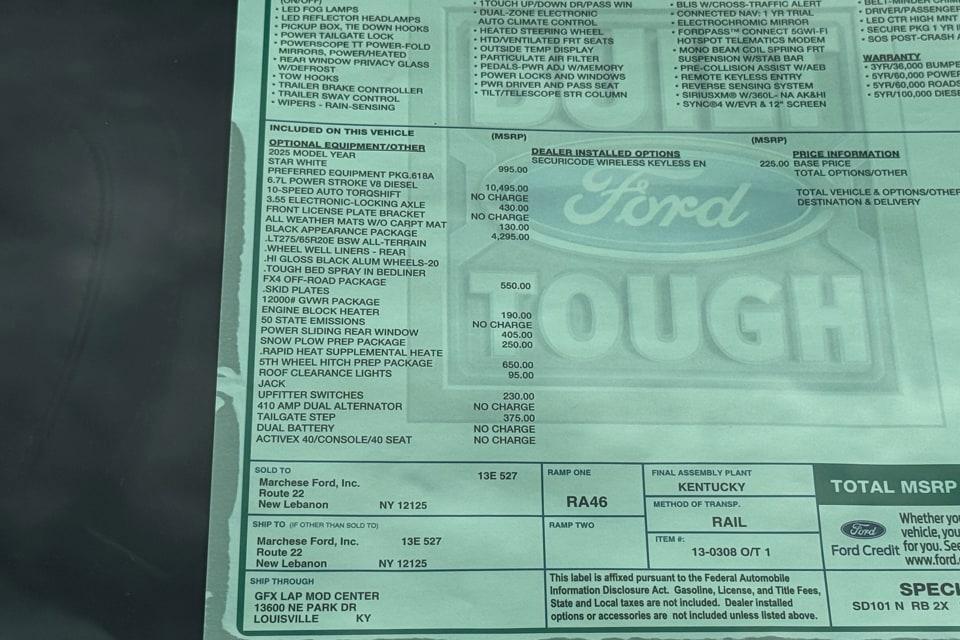 (ON/OFF)
• LED FOG LAMPS
• LED REFLECTOR HEADLAMPS
• PICKUP BOX, TIE DOWN HOOKS
• POWER TAILGATE LOCK
• POWERSCOPE TT POWER-FOLD
MIRRORS, POWER/HEATED
• REAR WINDOW PRIVACY GLASS
W/DEFROST
• TOW HOOKS
• TRAILER BRAKE CONTROLLER
• TRAILER SWAY CONTROL
• WIPERS - RAIN-SENSING
• 1TOUCH UP/DOWN DR/PASS WIN
• DUAL-ZONE ELECTRONIC
AUTO CLIMATE CONTROL
• HEATED STEERING WHEEL
• HTD/VENTILATED FRT SEATS
• OUTSIDE TEMP DISPLAY
• PARTICULATE AIR FILTER
• PEDALS-PWR ADJ W/MEMORY
• POWER LOCKS AND WINDOWS
• PWR DRIVER AND PASS SEAT
• TILT/TELESCOPE STR COLUMN
• BLIS W/CROSS-TRAFFIC ALERT
• CONNECTED NAV: 1 YR TRIAL
• ELECTROCHROMIC MIRROR
• FORDPASS™ CONNECT 5GWI-FI
HOTSPOT TELEMATICS MODEM
• MONO BEAM COIL SPRING FRT
SUSPENSION W/STAB BAR
• PRE-COLLISION ASSIST W/AEB
• REMOTE KEYLESS ENTRY
• REVERSE SENSING SYSTEM
• SIRIUSXM® W/360L - NA AK&HI
• SYNC®4 W/EVR & 12" SCREEN
• BELT-MINDER
• DRIVER/PASSENGER
• LED CTR HIGH MNT
• SECURE PKG 1 YR
• SOS POST-CRASH
WARRANTY
• 3YR/36,000 BUMPE
• 5YR/60,000 POWER
• 5YR/60,000 ROADS
• 5YR/100,000 DIESE
BUILT
Ford
TOUGH
INCLUDED ON THIS VEHICLE (MSRP) (MSRP)
OPTIONAL EQUIPMENT/OTHER
2025 MODEL YEAR
STAR WHITE 995.00
PREFERRED EQUIPMENT PKG.618A
6.7L POWER STROKE V8 DIESEL 10,495.00
10-SPEED AUTO TORQSHIFT NO CHARGE
3.55 ELECTRONIC-LOCKING AXLE 430.00
FRONT LICENSE PLATE BRACKET NO CHARGE
ALL WEATHER MATS W/O CARPT MAT 130.00
BLACK APPEARANCE PACKAGE 4,295.00
.LT275/65R20E BSW ALL-TERRAIN
.WHEEL WELL LINERS - REAR
.HI GLOSS BLACK ALUM WHEELS-20
.TOUGH BED SPRAY IN BEDLINER
FX4 OFF-ROAD PACKAGE 550.00
.SKID PLATES
12000# GVWR PACKAGE
ENGINE BLOCK HEATER 190.00
50 STATE EMISSIONS NO CHARGE
POWER SLIDING REAR WINDOW 405.00
SNOW PLOW PREP PACKAGE 250.00
.RAPID HEAT SUPPLEMENTAL HEATE
5TH WHEEL HITCH PREP PACKAGE 650.00
ROOF CLEARANCE LIGHTS 95.00
JACK
UPFITTER SWITCHES 230.00
410 AMP DUAL ALTERNATOR NO CHARGE
TAILGATE STEP 375.00
DUAL BATTERY NO CHARGE
ACTIVEX 40/CONSOLE/40 SEAT NO CHARGE
DEALER INSTALLED OPTIONS
SECURICODE WIRELESS KEYLESS EN 225.00
PRICE INFORMATION
BASE PRICE
TOTAL OPTIONS/OTHER
TOTAL VEHICLE & OPTIONS/OTHER
DESTINATION & DELIVERY
SOLD TO
Marchese Ford, Inc. 13E 527
Route 22
New Lebanon NY 12125
SHIP TO (IF OTHER THAN SOLD TO)
Marchese Ford, Inc. 13E 527
Route 22
New Lebanon NY 12125
SHIP THROUGH
GFX LAP MOD CENTER
13600 NE PARK DR
LOUISVILLE KY
RAMP ONE
RA46
RAMP TWO
FINAL ASSEMBLY PLANT
KENTUCKY
METHOD OF TRANSP.
RAIL
ITEM #:
13-0308 O/T 1
This label is affixed pursuant to the Federal Automobile
Information Disclosure Act. Gasoline, License, and Title Fees,
State and Local taxes are not included. Dealer installed
options or accessories are not included unless listed above.
TOTAL MSRP
Ford
Ford Credit
Whether you
vehicle, you
for you. See
www.ford.
SPECI
SD101 N RB 2X